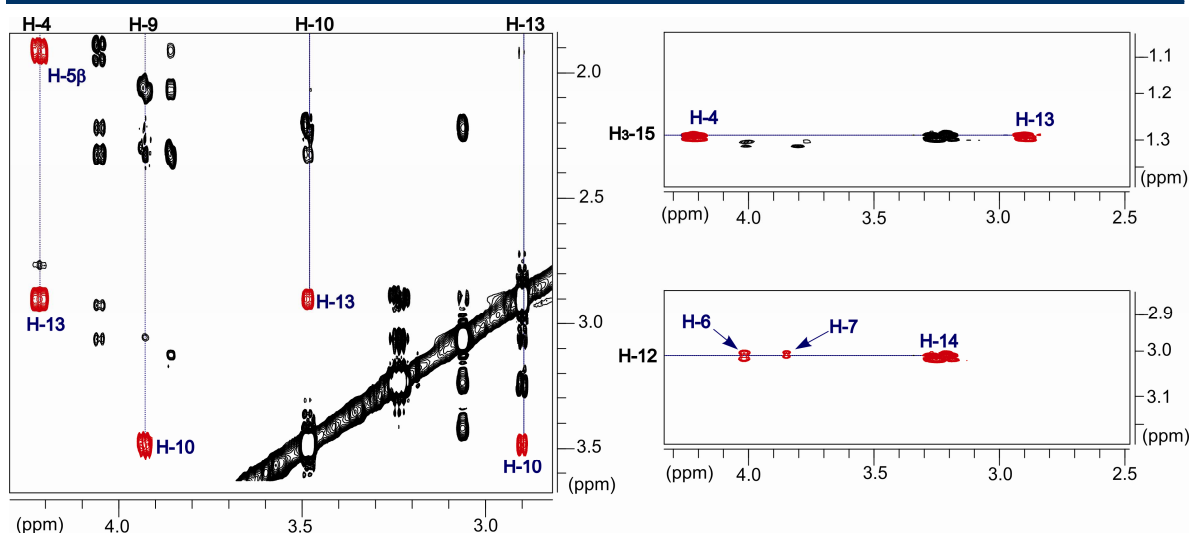 H-4 H-9 H-10 H-13
H-5β
H-13
H-10
H-13
H-10
2.0
2.5
3.0
3.5
(ppm)
(ppm) 4.0 3.5 3.0
H3-15
H-4
H-13
1.1
1.2
1.3
(ppm)
(ppm) 4.0 3.5 3.0 2.5
H-12
H-6
H-7
H-14
2.9
3.0
3.1
(ppm)
(ppm) 4.0 3.5 3.0 2.5